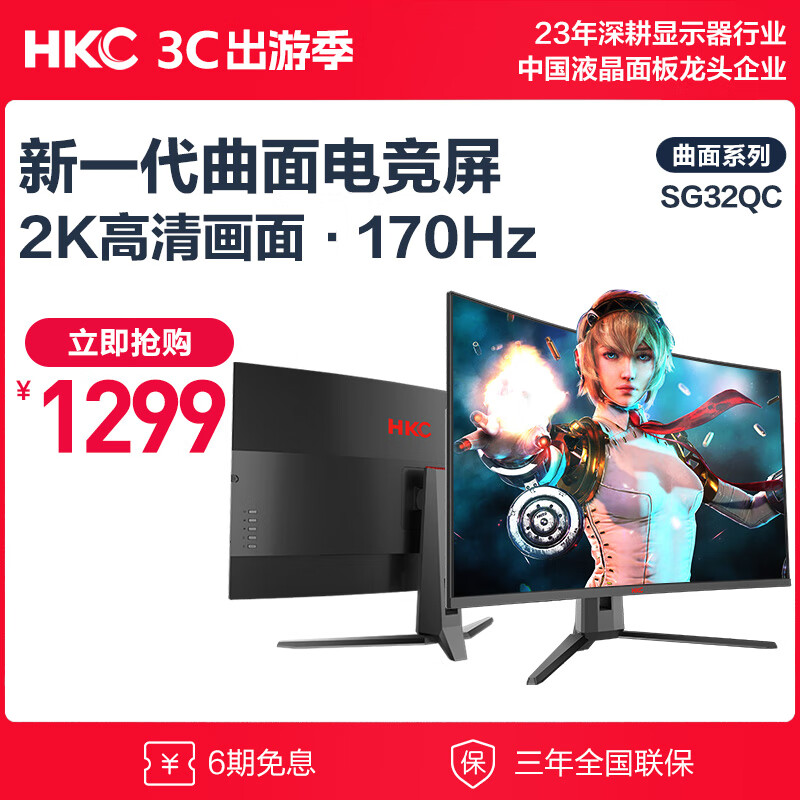 HKC 3C出游季
23年深耕显示器行业
中国液晶面板龙头企业
新一代曲面电竞屏
2K高清画面·170Hz
曲面系列
SG32QC
立即抢购
¥1299
HKC
6期免息
保 三年全国联保